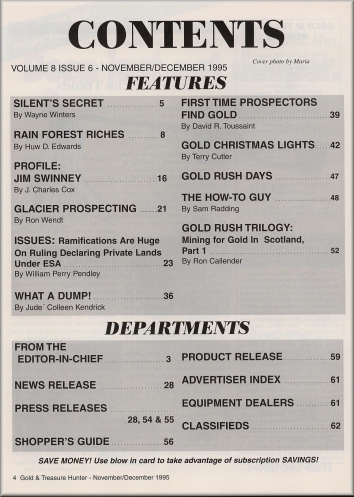 CONTENTS
VOLUME 8 ISSUE 6 - NOVEMBER/DECEMBER 1995
Cover photo by Maria
FEATURES
SILENT'S SECRET .................. 5
By Wayne Winters
RAIN FOREST RICHES .......... 8
By Huw D. Edwards
PROFILE:
JIM SWINNEY ........................ 16
By J. Charles Cox
GLACIER PROSPECTING ..... 21
By Ron Wendt
ISSUES: Ramifications Are Huge
On Ruling Declaring Private Lands
Under ESA ................................ 23
By William Perry Pendley
WHAT A DUMP! ...................... 36
By Jude` Colleen Kendrick
FIRST TIME PROSPECTORS
FIND GOLD ............................ 39
By David R. Toussaint
GOLD CHRISTMAS LIGHTS ... 42
By Terry Cutler
GOLD RUSH DAYS ................ 47
THE HOW-TO GUY ................. 48
By Sam Radding
GOLD RUSH TRILOGY:
Mining for Gold In Scotland,
Part 1 ....................................... 52
By Ron Callender
DEPARTMENTS
FROM THE
EDITOR-IN-CHIEF ................ 3
NEWS RELEASE .................... 28
PRESS RELEASES ..................
28, 54 & 55
SHOPPER'S GUIDE ............... 56
PRODUCT RELEASE ............. 59
ADVERTISER INDEX .............. 61
EQUIPMENT DEALERS .......... 61
CLASSIFIEDS ......................... 62
SAVE MONEY! Use blow in card to take advantage of subscription SAVINGS!
4 Gold & Treasure Hunter - November/December 1995